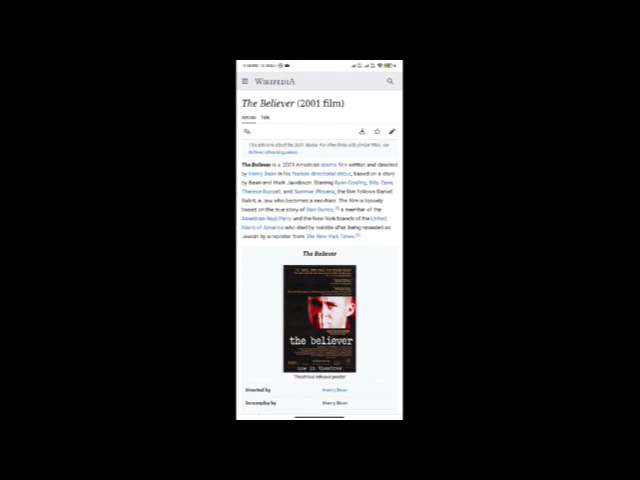 WIKIPEDIA
The Believer (2001 film)
Article Talk
The Believer is a 2001 American drama film written and directed
by Henry Bean in his feature directorial debut, based on a story
by Bean and Mark Jacobson. Starring Ryan Gosling, Billy Zane,
Theresa Russell, and Summer Phoenix, the film follows Daniel
Balint, a Jew who becomes a neo-Nazi. The film is loosely
based on the true story of Dan Burros, a member of the
American Nazi Party and the New York branch of the United
Klans of America who died by suicide after being revealed as
Jewish by a reporter from The New York Times.
The Believer
the believer
now in theatres
Theatrical release poster
Directed by Henry Bean
Screenplay by Henry Bean